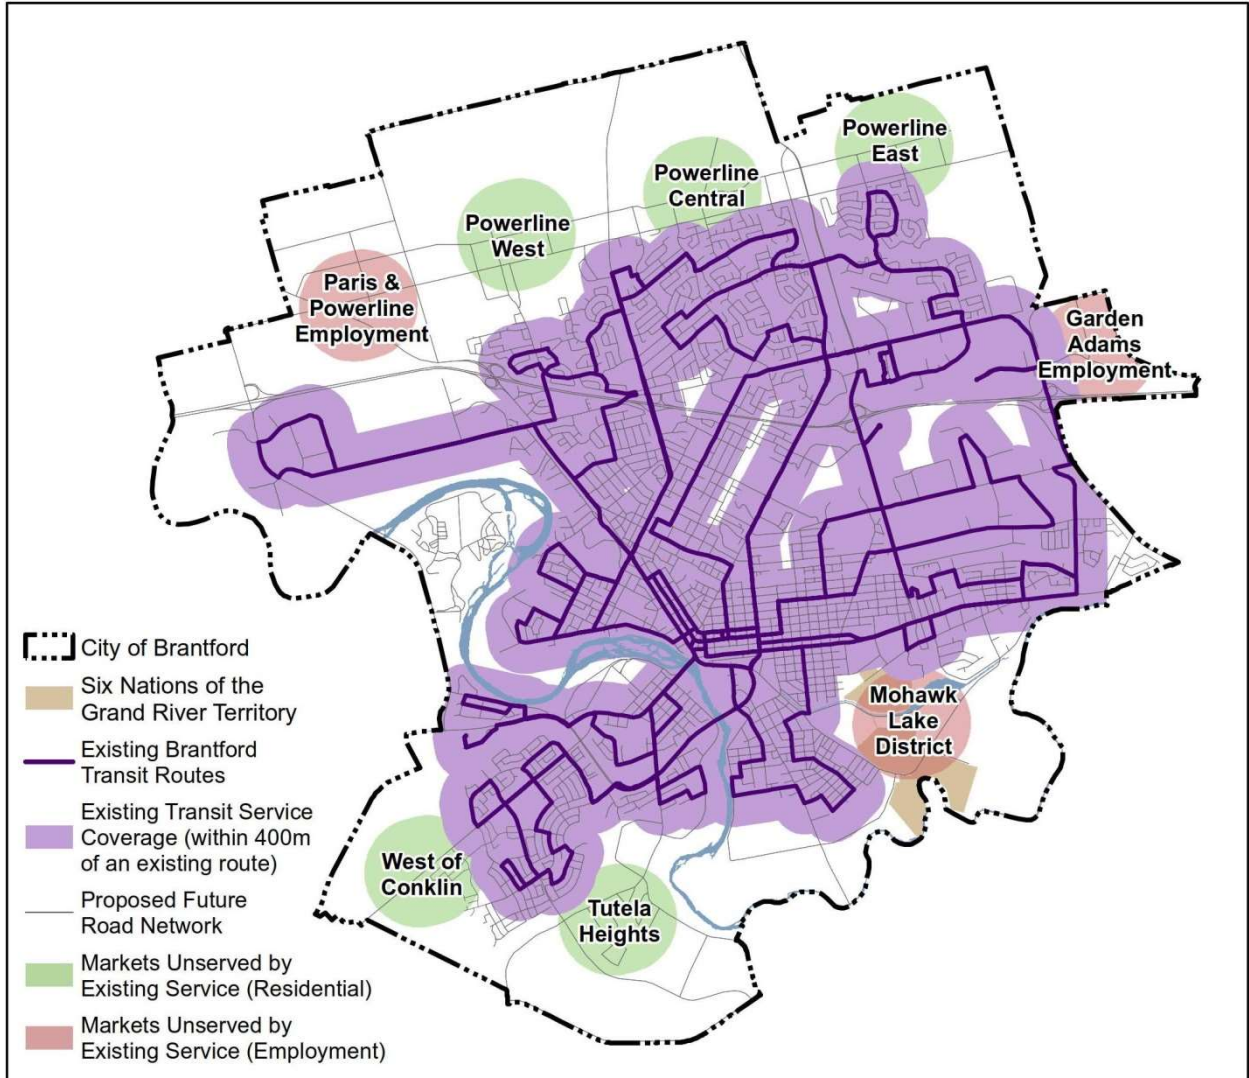 Powerline
East
Powerline
Central
Powerline
West
Paris &
Powerline
Employment
Garden
Adams
Employment
Mohawk
Lake
District
West of
Conklin
Tutela
Heights
City of Brantford
Six Nations of the
Grand River Territory
Existing Brantford
Transit Routes
Existing Transit Service
Coverage (within 400m
of an existing route)
Proposed Future
Road Network
Markets Unserved by
Existing Service (Residential)
Markets Unserved by
Existing Service (Employment)